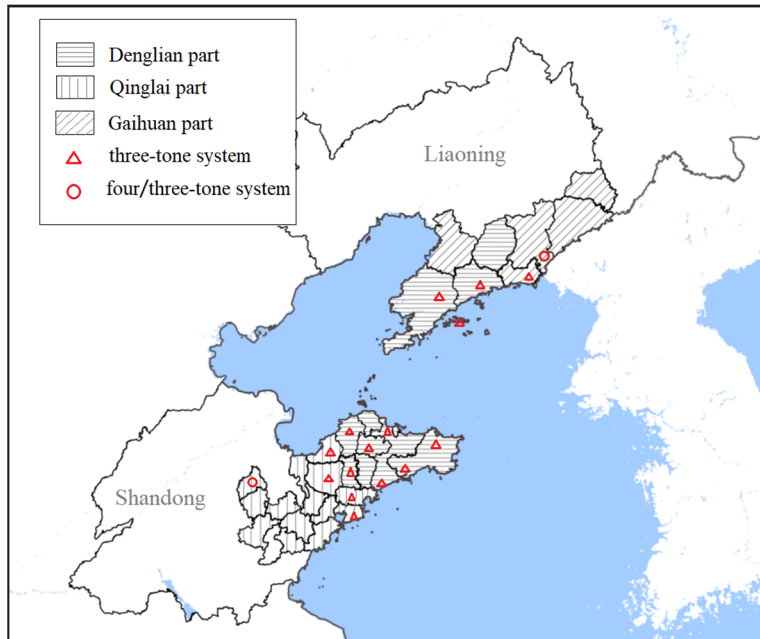 Denglian part
Qinglai part
Gaihuan part
three-tone system
four/three-tone system
Liaoning
Shandong